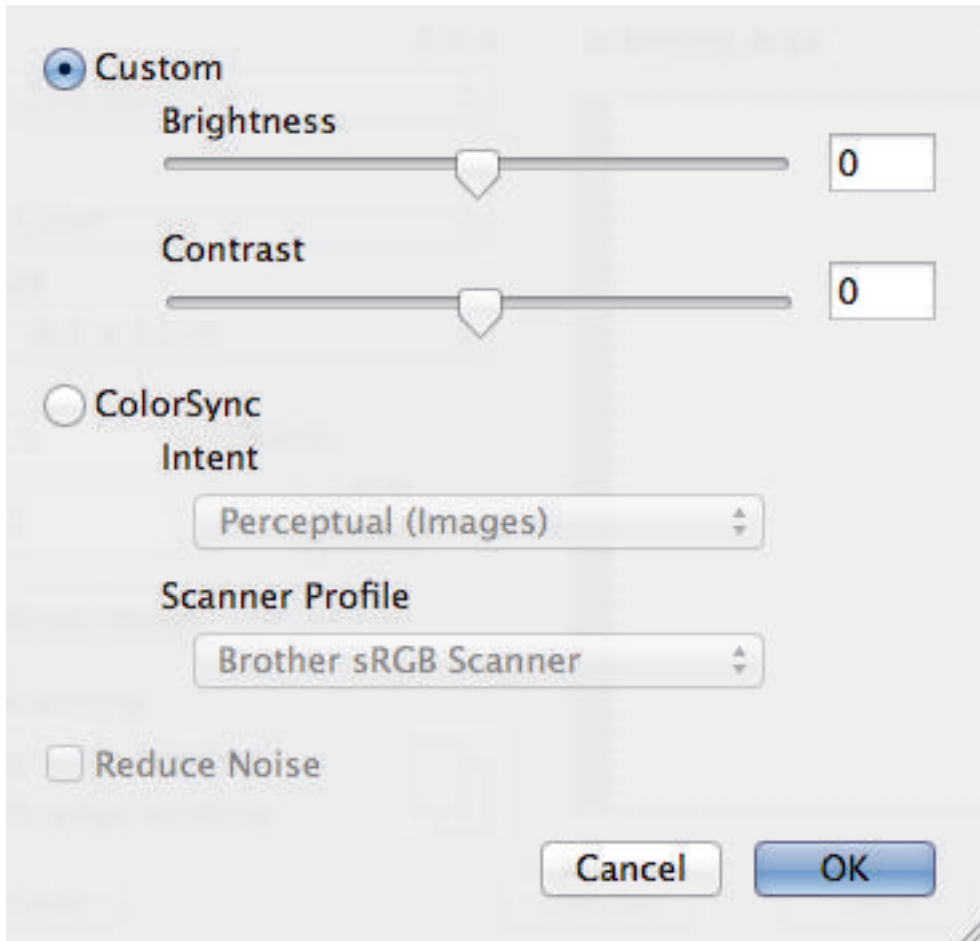 Custom
Brightness
0
Contrast
0
ColorSync
Intent
Perceptual (Images)
Scanner Profile
Brother sRGB Scanner
Reduce Noise
Cancel OK